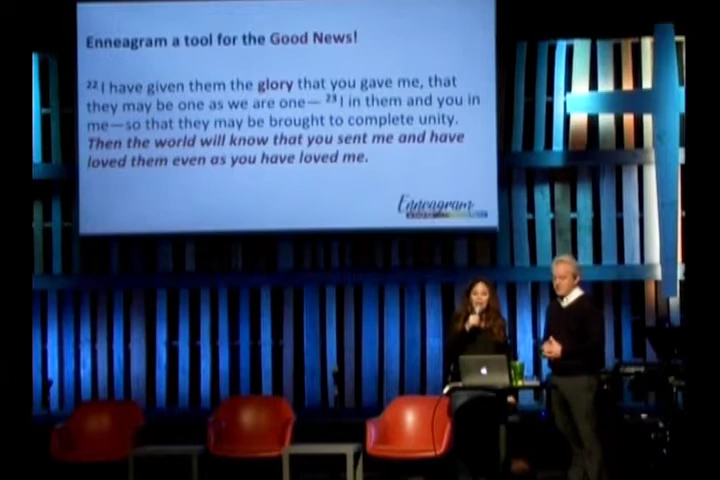 Enneagram a tool for the Good News!
²² I have given them the glory that you gave me, that
they may be one as we are one— ²³ I in them and you in
me—so that they may be brought to complete unity.
Then the world will know that you sent me and have
loved them even as you have loved me.
Enneagram